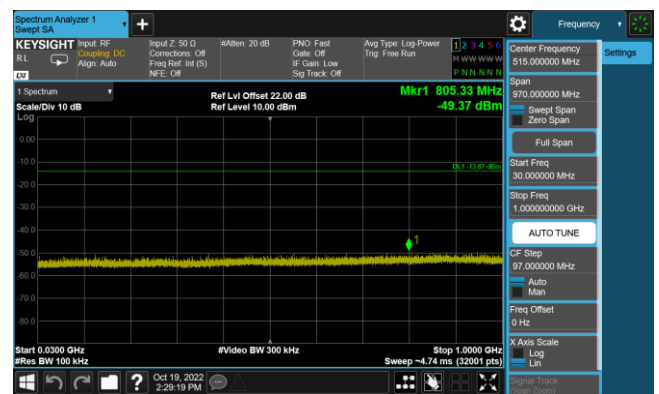 Spectrum Analyzer 1
Swept SA
+
Frequency
KEYSIGHT
R L
LXI
Input: RF
Coupling: DC
Align: Auto
Input Z: 50 Ω
Corrections: Off
Freq Ref: Int (S)
NFE: Off
#Atten: 20 dB
PNO: Fast
Gate: Off
IF Gain: Low
Sig Track: Off
Avg Type: Log-Power
Trig: Free Run
1 2 3 4 5 6
M W W W W W
P N N N N N
1 Spectrum
Scale/Div 10 dB
Log
Ref Lvl Offset 22.00 dB
Ref Level 10.00 dBm
Mkr1 805.33 MHz
-49.37 dBm
0.00
-10.0
DL1 -13.87 dBm
-20.0
-30.0
-40.0
1
-50.0
-60.0
-70.0
-80.0
Start 0.0300 GHz
#Res BW 100 kHz
#Video BW 300 kHz
Stop 1.0000 GHz
Sweep ~4.74 ms (32001 pts)
Center Frequency
515.000000 MHz
Settings
Span
970.000000 MHz
Swept Span
Zero Span
Full Span
Start Freq
30.000000 MHz
Stop Freq
1.000000000 GHz
AUTO TUNE
CF Step
97.000000 MHz
Auto
Man
Freq Offset
0 Hz
X Axis Scale
Log
Lin
Signal Track
(Span Zoom)
?
Oct 19, 2022
2:29:19 PM